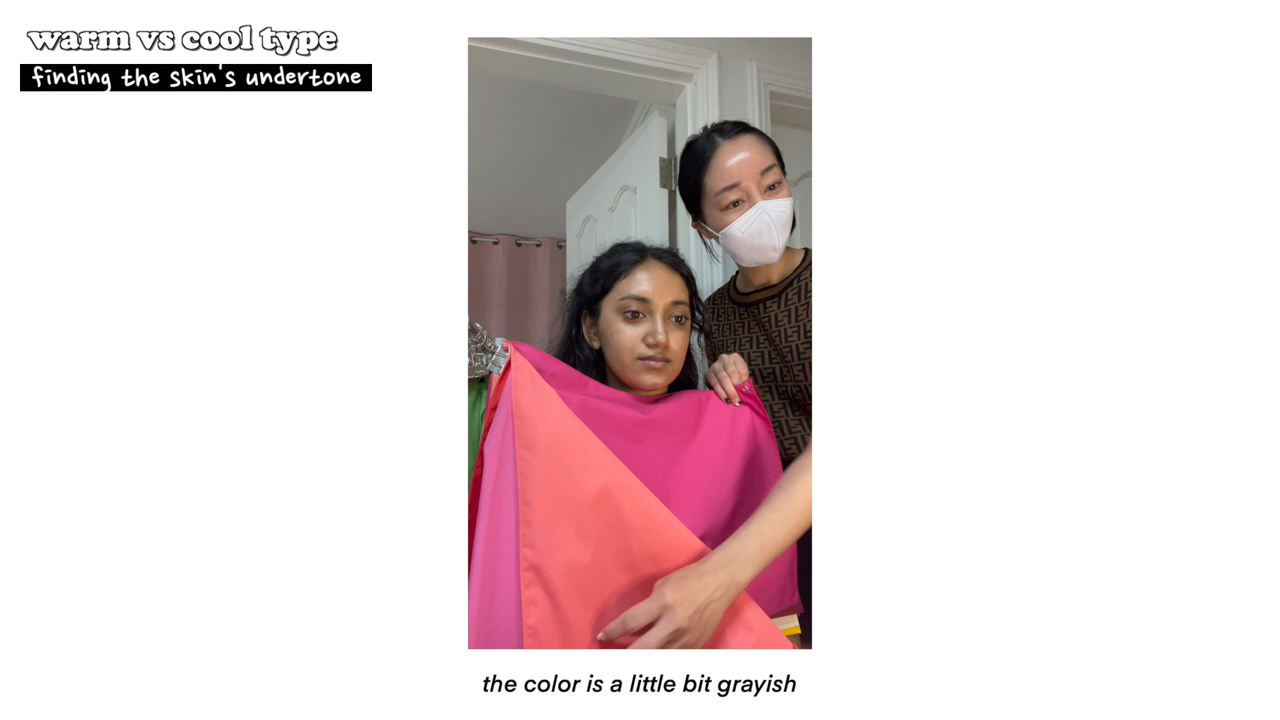 warm vs cool type
finding the skin's undertone
the color is a little bit grayish